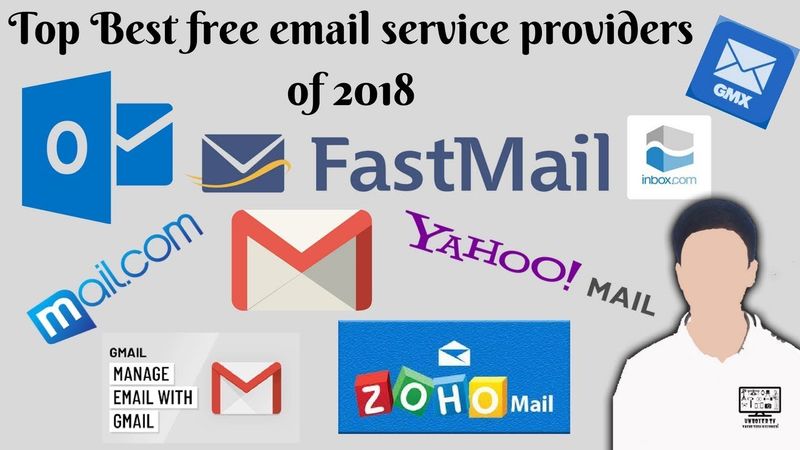 Top Best free email service providers
of 2018
GMX
O
FastMail
inbox.com
mail.com
YAHOO! MAIL
GMAIL
MANAGE
EMAIL WITH
GMAIL
ZOHO Mail